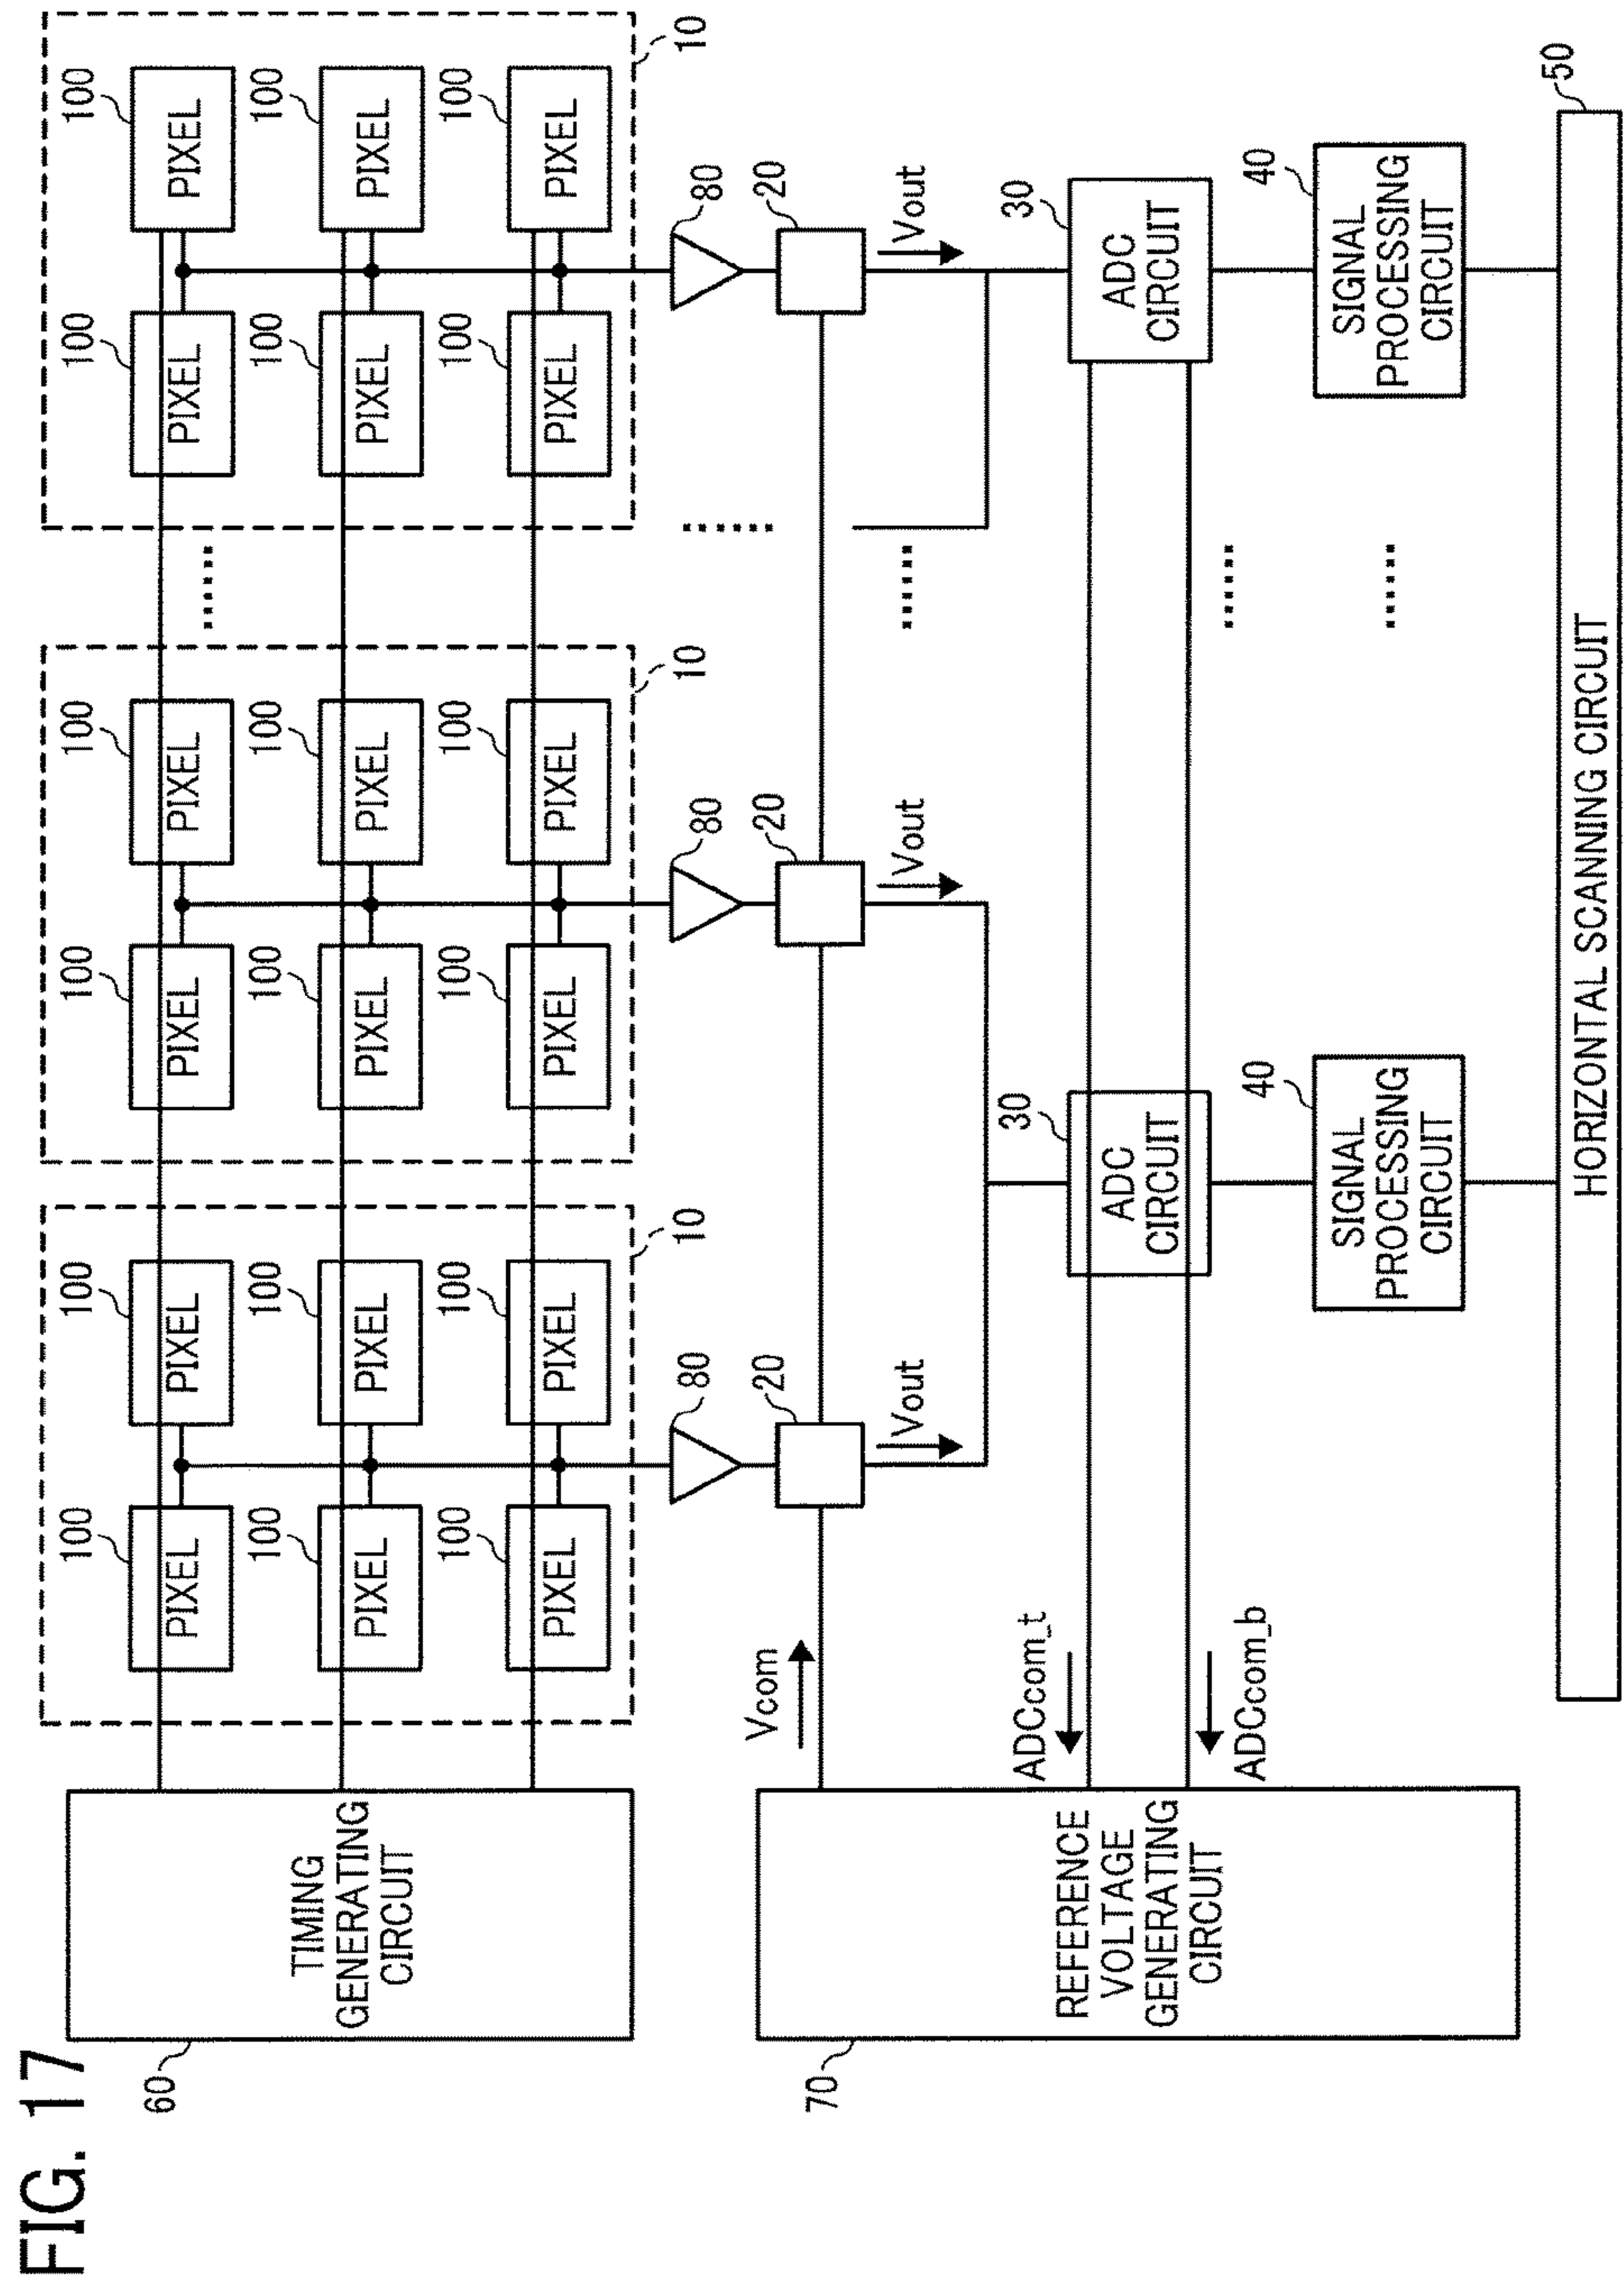 FIG. 17
100 100 100 100 100 100
PIXEL PIXEL PIXEL PIXEL PIXEL PIXEL
100 100 100 100 100 100
PIXEL PIXEL PIXEL PIXEL PIXEL PIXEL
100 100 100 100 100 100
PIXEL PIXEL PIXEL PIXEL PIXEL PIXEL
60
TIMING
GENERATING
CIRCUIT
10 10 10
80 80 80
Vcom
20 20 20
Vout Vout Vout
70
REFERENCE
VOLTAGE
GENERATING
CIRCUIT
ADCcom_t
ADCcom_b
30 30
ADC
CIRCUIT
ADC
CIRCUIT
40 40
SIGNAL
PROCESSING
CIRCUIT
SIGNAL
PROCESSING
CIRCUIT
50
HORIZONTAL SCANNING CIRCUIT